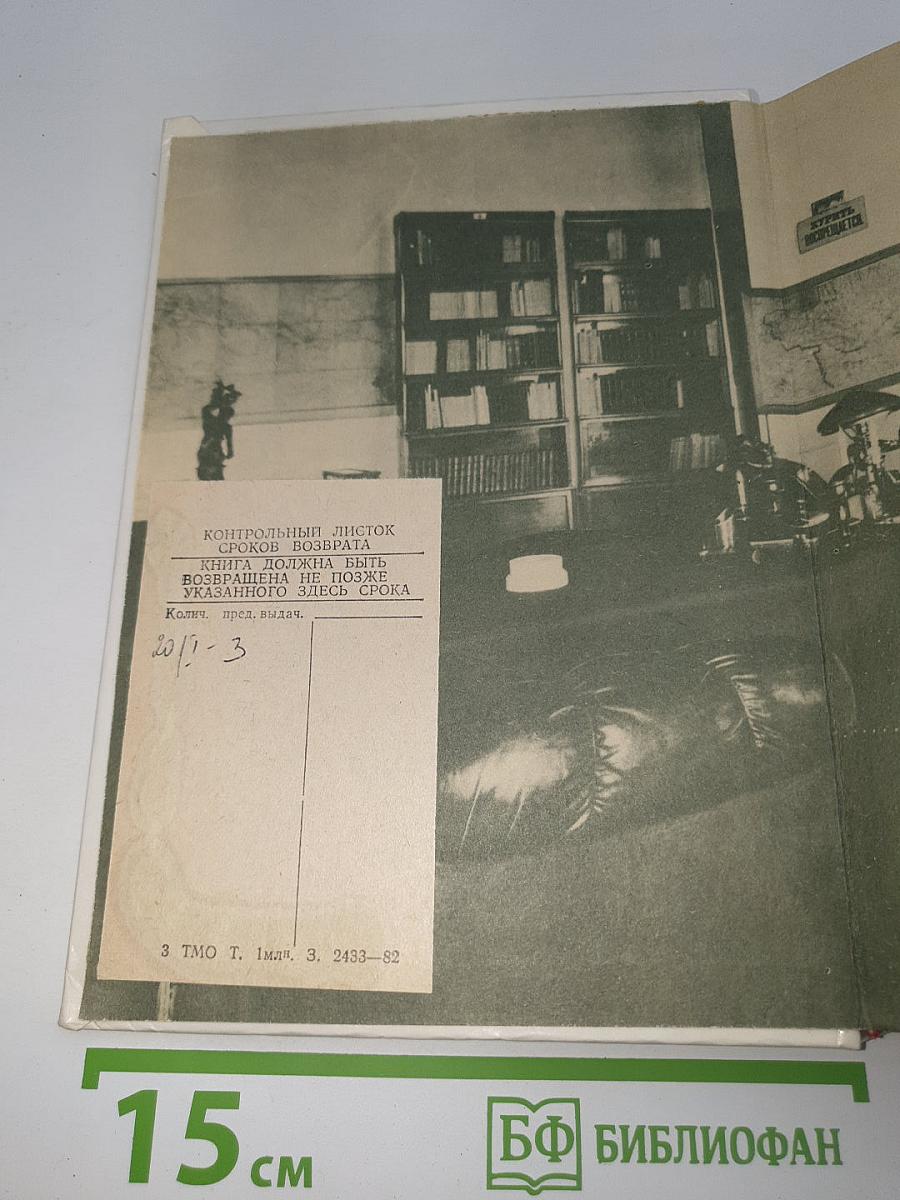 КУРИТЬ
ВОСПРЕЩАЕТСЯ.
КОНТРОЛЬНЫЙ ЛИСТОК
СРОКОВ ВОЗВРАТА
КНИГА ДОЛЖНА БЫТЬ
ВОЗВРАЩЕНА НЕ ПОЗЖЕ
УКАЗАННОГО ЗДЕСЬ СРОКА
Колич. пред. выдач.
20/I - 3
3 ТМО Т. 1млн. З. 2433—82
15 см
БФ БИБЛИОФАН